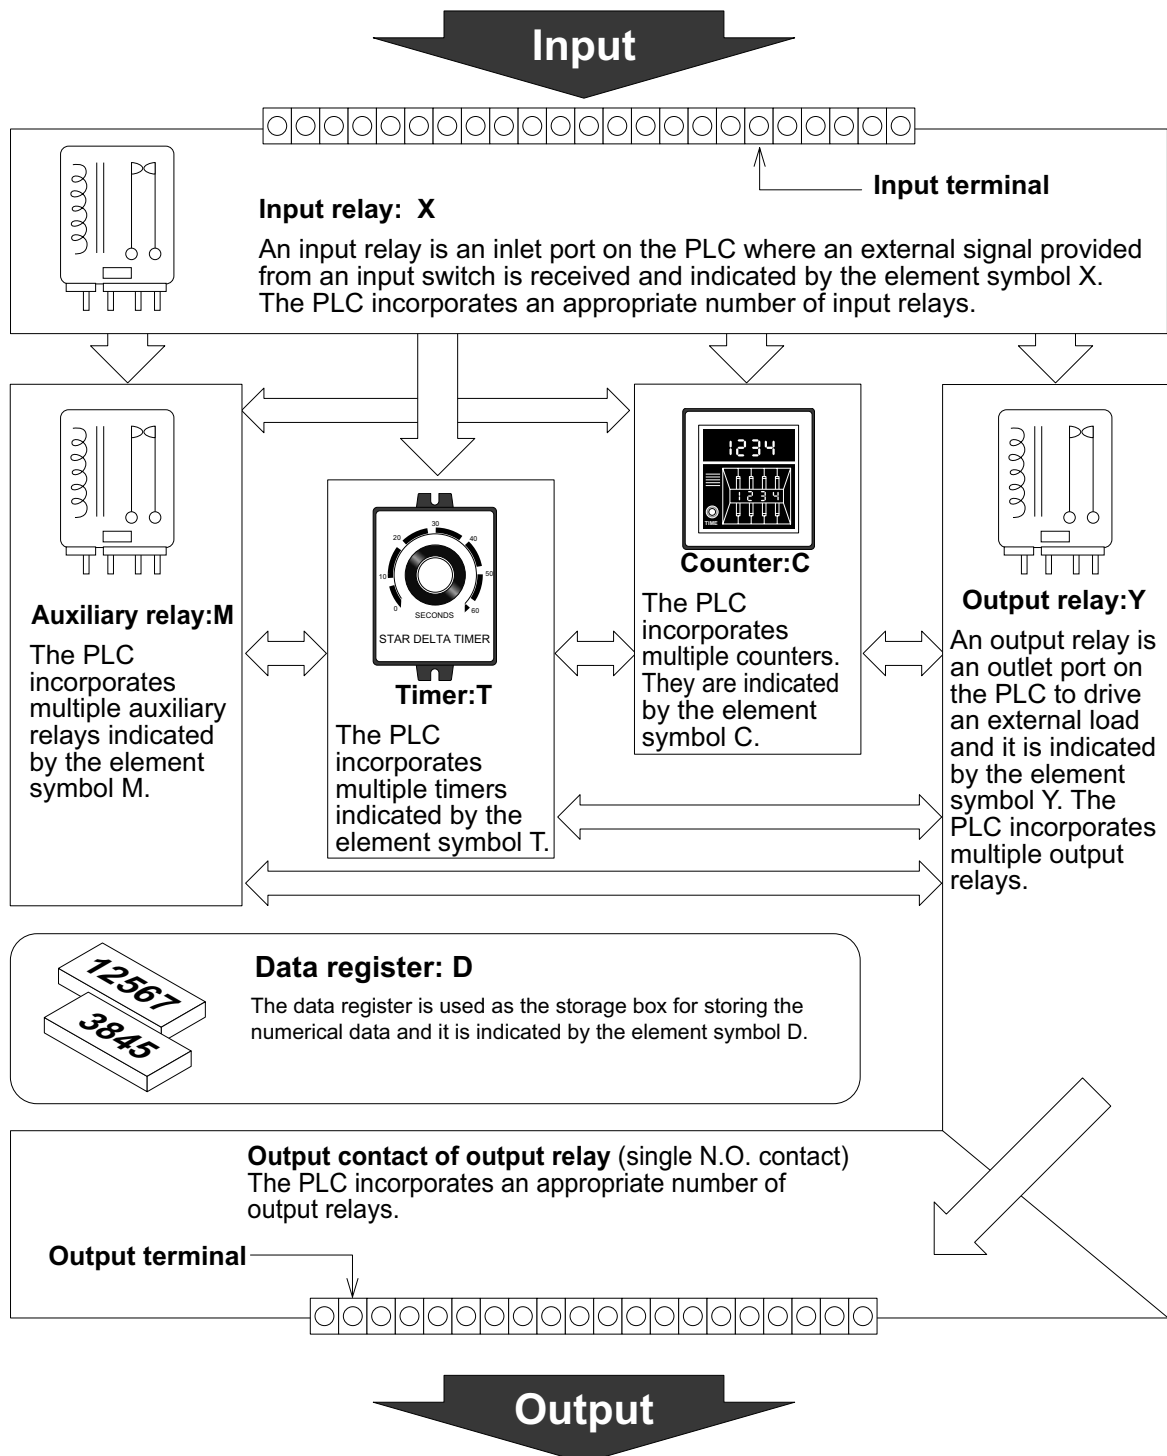 Input
Input terminal
Input relay: X
An input relay is an inlet port on the PLC where an external signal provided
from an input switch is received and indicated by the element symbol X.
The PLC incorporates an appropriate number of input relays.
Auxiliary relay:M
The PLC
incorporates
multiple auxiliary
relays indicated
by the element
symbol M.
0
10
20
30
40
50
60
SECONDS
STAR DELTA TIMER
Timer:T
The PLC
incorporates
multiple timers
indicated by the
element symbol T.
1234
1 2 3 4
TIME
Counter:C
The PLC
incorporates
multiple counters.
They are indicated
by the element
symbol C.
Output relay:Y
An output relay is
an outlet port on
the PLC to drive
an external load
and it is indicated
by the element
symbol Y. The
PLC incorporates
multiple output
relays.
12567
3845
Data register: D
The data register is used as the storage box for storing the
numerical data and it is indicated by the element symbol D.
Output contact of output relay (single N.O. contact)
The PLC incorporates an appropriate number of
output relays.
Output terminal
Output